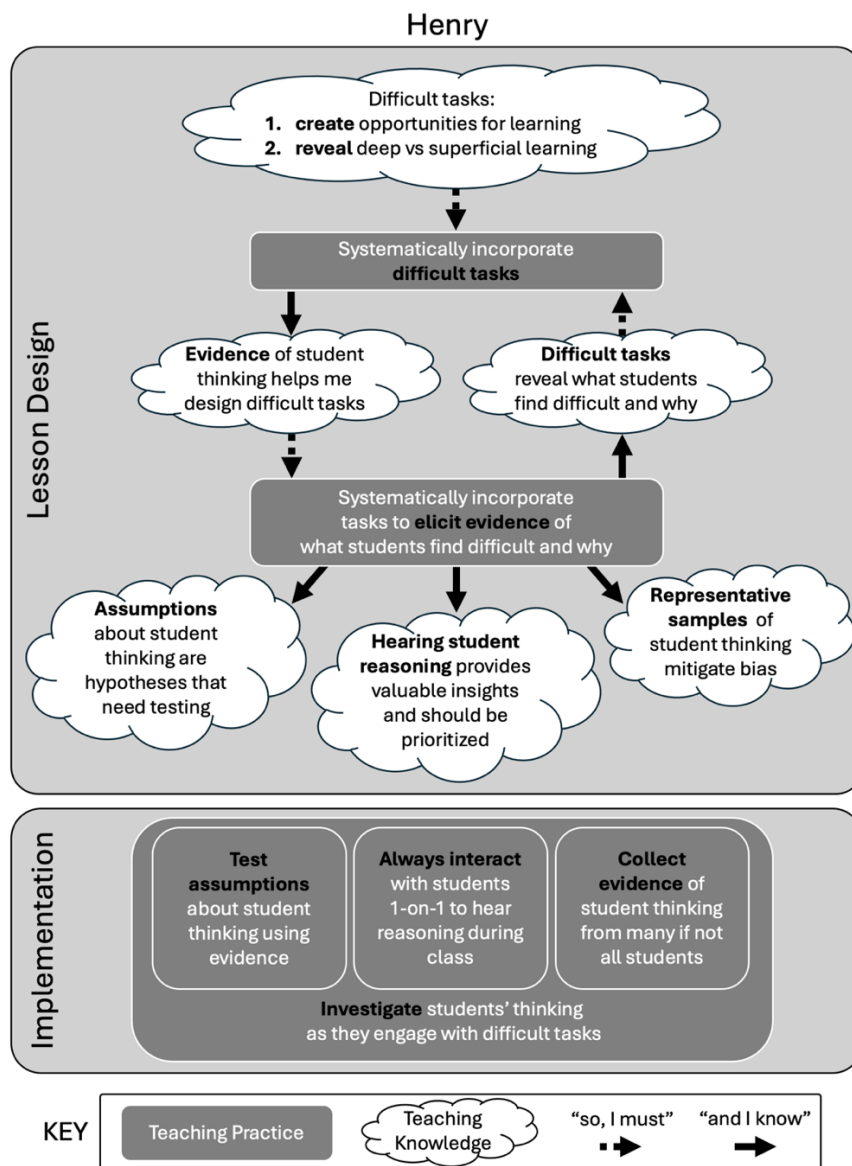 Henry
Difficult tasks:
1. create opportunities for learning
2. reveal deep vs superficial learning
Systematically incorporate
difficult tasks
Evidence of student
thinking helps me
design difficult tasks
Difficult tasks
reveal what students
find difficult and why
Systematically incorporate
tasks to elicit evidence of
what students find difficult and why
Assumptions
about student
thinking are
hypotheses that
need testing
Hearing student
reasoning provides
valuable insights
and should be
prioritized
Representative
samples of
student thinking
mitigate bias
Lesson Design
Test
assumptions
about student
thinking using
evidence
Always interact
with students
1-on-1 to hear
reasoning during
class
Collect
evidence of
student thinking
from many if not
all students
Investigate students’ thinking
as they engage with difficult tasks
Implementation
KEY
Teaching Practice
Teaching
Knowledge
“so, I must”
“and I know”